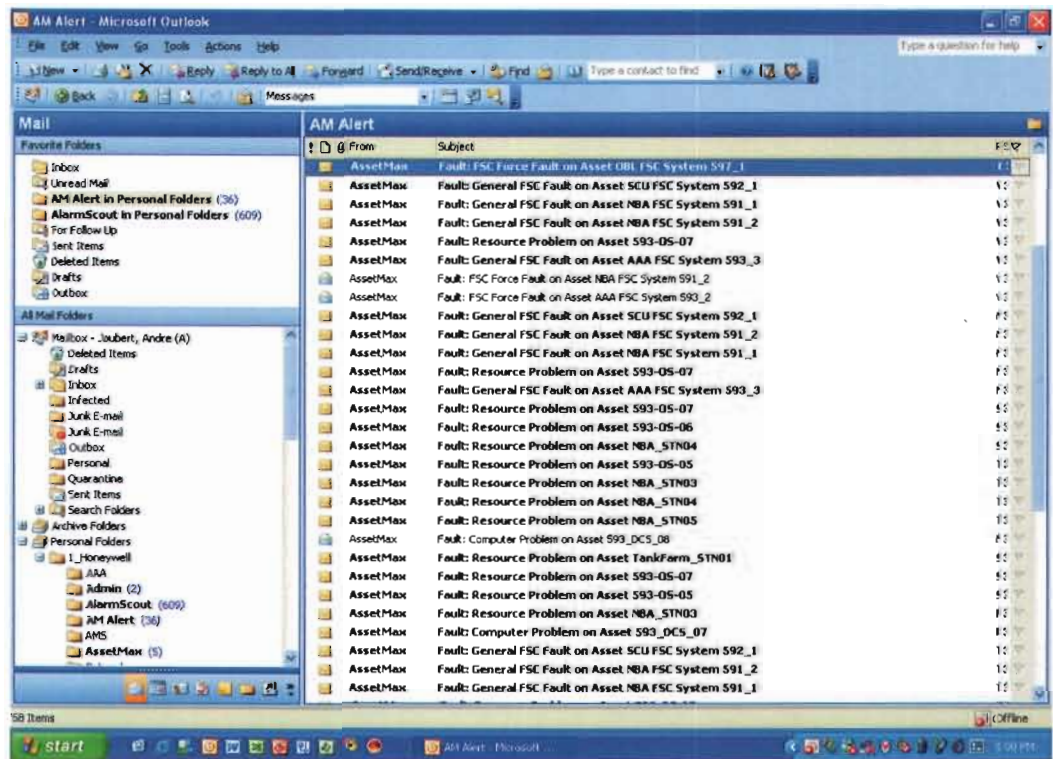 AM Alert - Microsoft Outlook
File Edit View Go Tools Actions Help
Type a question for help
New Reply Reply to All Forward Send/Receive Find Type a contact to find
Back Messages
Mail
AM Alert
Favorite Folders
From Subject
Inbox
Unread Mail
AM Alert in Personal Folders (36)
AlarmScout in Personal Folders (609)
For Follow Up
Sent Items
Deleted Items
Drafts
Outbox
All Mail Folders
Mailbox - Joubert, Andre (A)
Deleted Items
Drafts
Inbox
Infected
Junk E-mail
Junk E-mail
Outbox
Personal
Quarantine
Sent Items
Search Folders
Archive Folders
Personal Folders
1_Honeywell
AAA
Admin (2)
AlarmScout (609)
AM Alert (36)
AMS
AssetMax (5)
AssetMax Fault: FSC Force Fault on Asset OBL FSC System 597_1
AssetMax Fault: General FSC Fault on Asset SCU FSC System 592_1
AssetMax Fault: General FSC Fault on Asset NBA FSC System 591_1
AssetMax Fault: General FSC Fault on Asset NBA FSC System 591_2
AssetMax Fault: Resource Problem on Asset 593-OS-07
AssetMax Fault: General FSC Fault on Asset AAA FSC System 593_3
AssetMax Fault: FSC Force Fault on Asset NBA FSC System 591_2
AssetMax Fault: FSC Force Fault on Asset AAA FSC System 593_2
AssetMax Fault: General FSC Fault on Asset SCU FSC System 592_1
AssetMax Fault: General FSC Fault on Asset NBA FSC System 591_2
AssetMax Fault: General FSC Fault on Asset NBA FSC System 591_1
AssetMax Fault: Resource Problem on Asset 593-OS-07
AssetMax Fault: General FSC Fault on Asset AAA FSC System 593_3
AssetMax Fault: Resource Problem on Asset 593-OS-07
AssetMax Fault: Resource Problem on Asset 593-OS-06
AssetMax Fault: Resource Problem on Asset NBA_STN04
AssetMax Fault: Resource Problem on Asset 593-OS-05
AssetMax Fault: Resource Problem on Asset NBA_STN03
AssetMax Fault: Resource Problem on Asset NBA_STN04
AssetMax Fault: Resource Problem on Asset NBA_STN05
AssetMax Fault: Computer Problem on Asset 593_DCS_08
AssetMax Fault: Resource Problem on Asset TankFarm_STN01
AssetMax Fault: Resource Problem on Asset 593-OS-07
AssetMax Fault: Resource Problem on Asset 593-OS-05
AssetMax Fault: Resource Problem on Asset NBA_STN03
AssetMax Fault: Computer Problem on Asset 593_DCS_07
AssetMax Fault: General FSC Fault on Asset SCU FSC System 592_1
AssetMax Fault: General FSC Fault on Asset NBA FSC System 591_2
AssetMax Fault: General FSC Fault on Asset NBA FSC System 591_1
58 Items
Offline
start
AM Alert - Microsoft ...